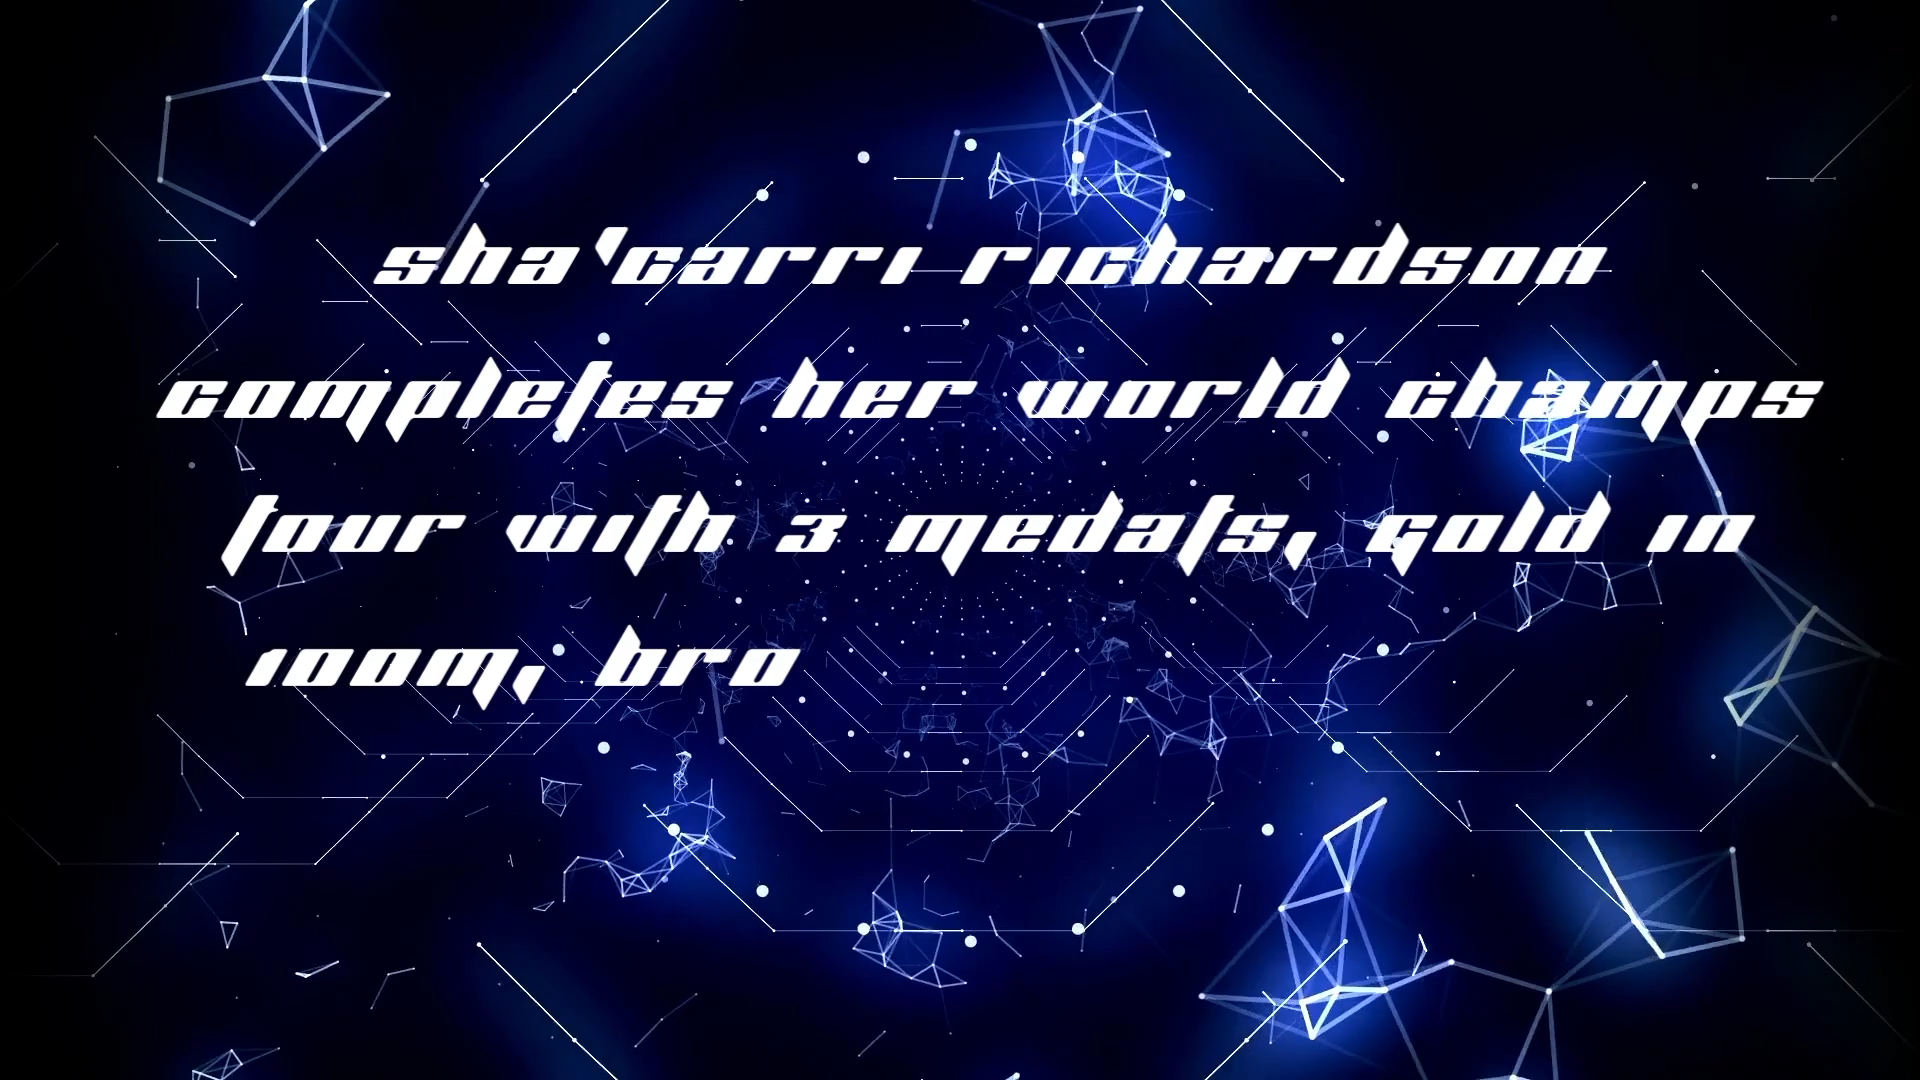 sha'carri richardson
completes her world champs
tour with 3 medals, gold in
100m, bro